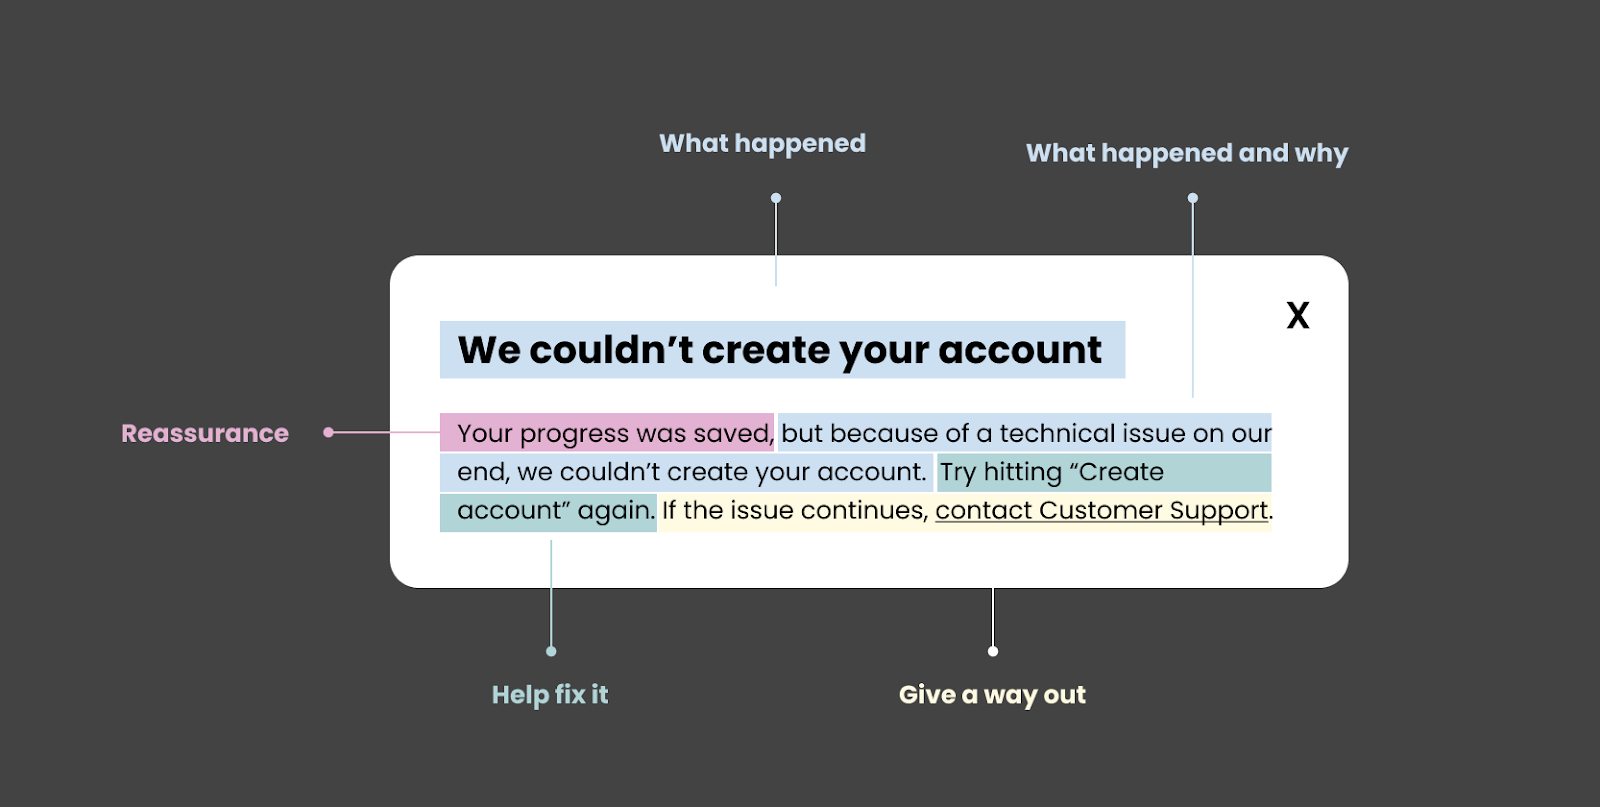 What happened
What happened and why
X
We couldn’t create your account
Reassurance
Your progress was saved, but because of a technical issue on our
end, we couldn’t create your account. Try hitting “Create
account” again. If the issue continues, contact Customer Support.
Help fix it
Give a way out